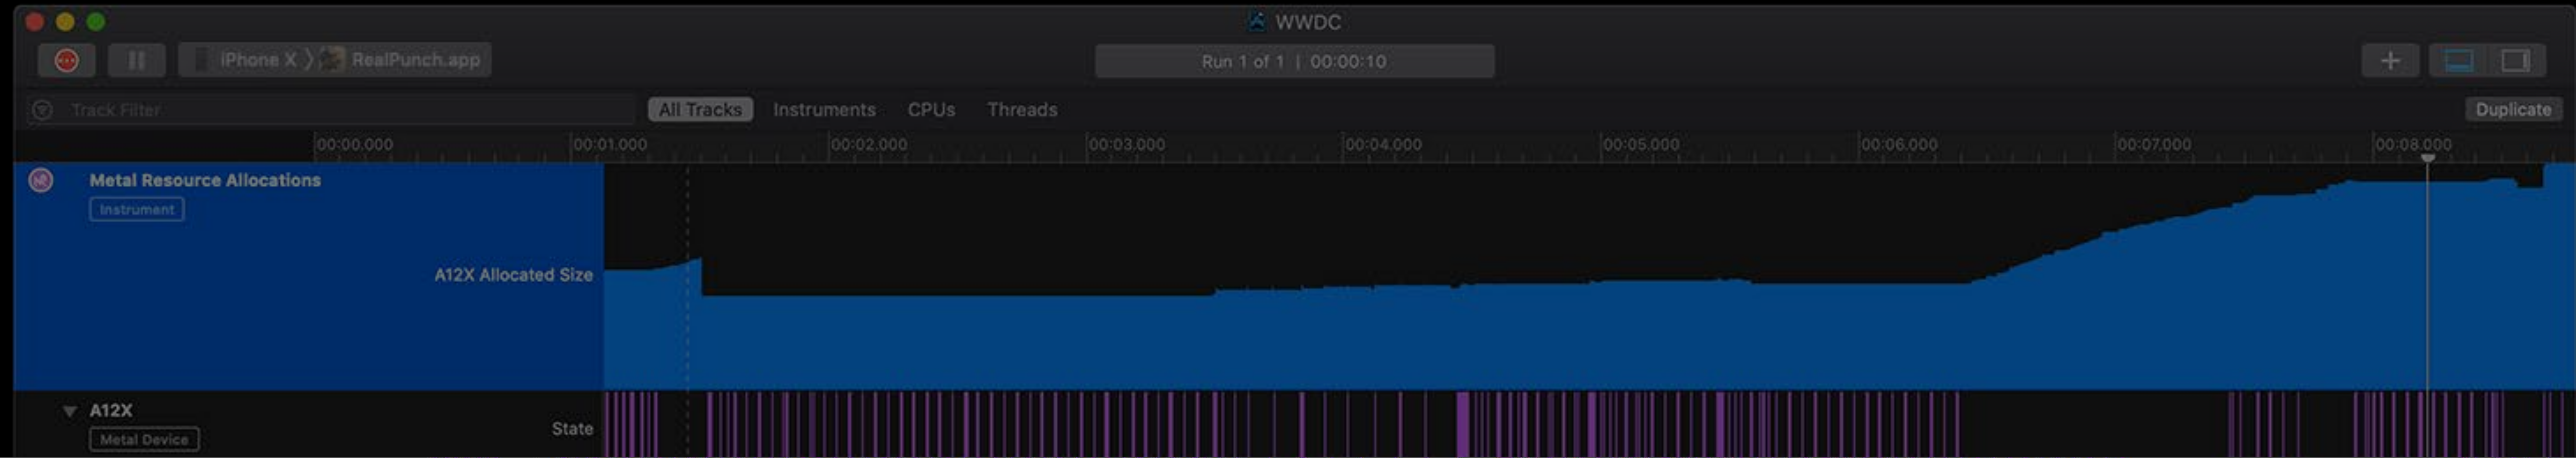 WWDC
iPhone X 〉 RealPunch.app
Run 1 of 1 | 00:00:10
Track Filter
All Tracks Instruments CPUs Threads
Duplicate
00:00.000 00:01.000 00:02.000 00:03.000 00:04.000 00:05.000 00:06.000 00:07.000 00:08.000
Metal Resource Allocations
Instrument
A12X Allocated Size
A12X
Metal Device
State